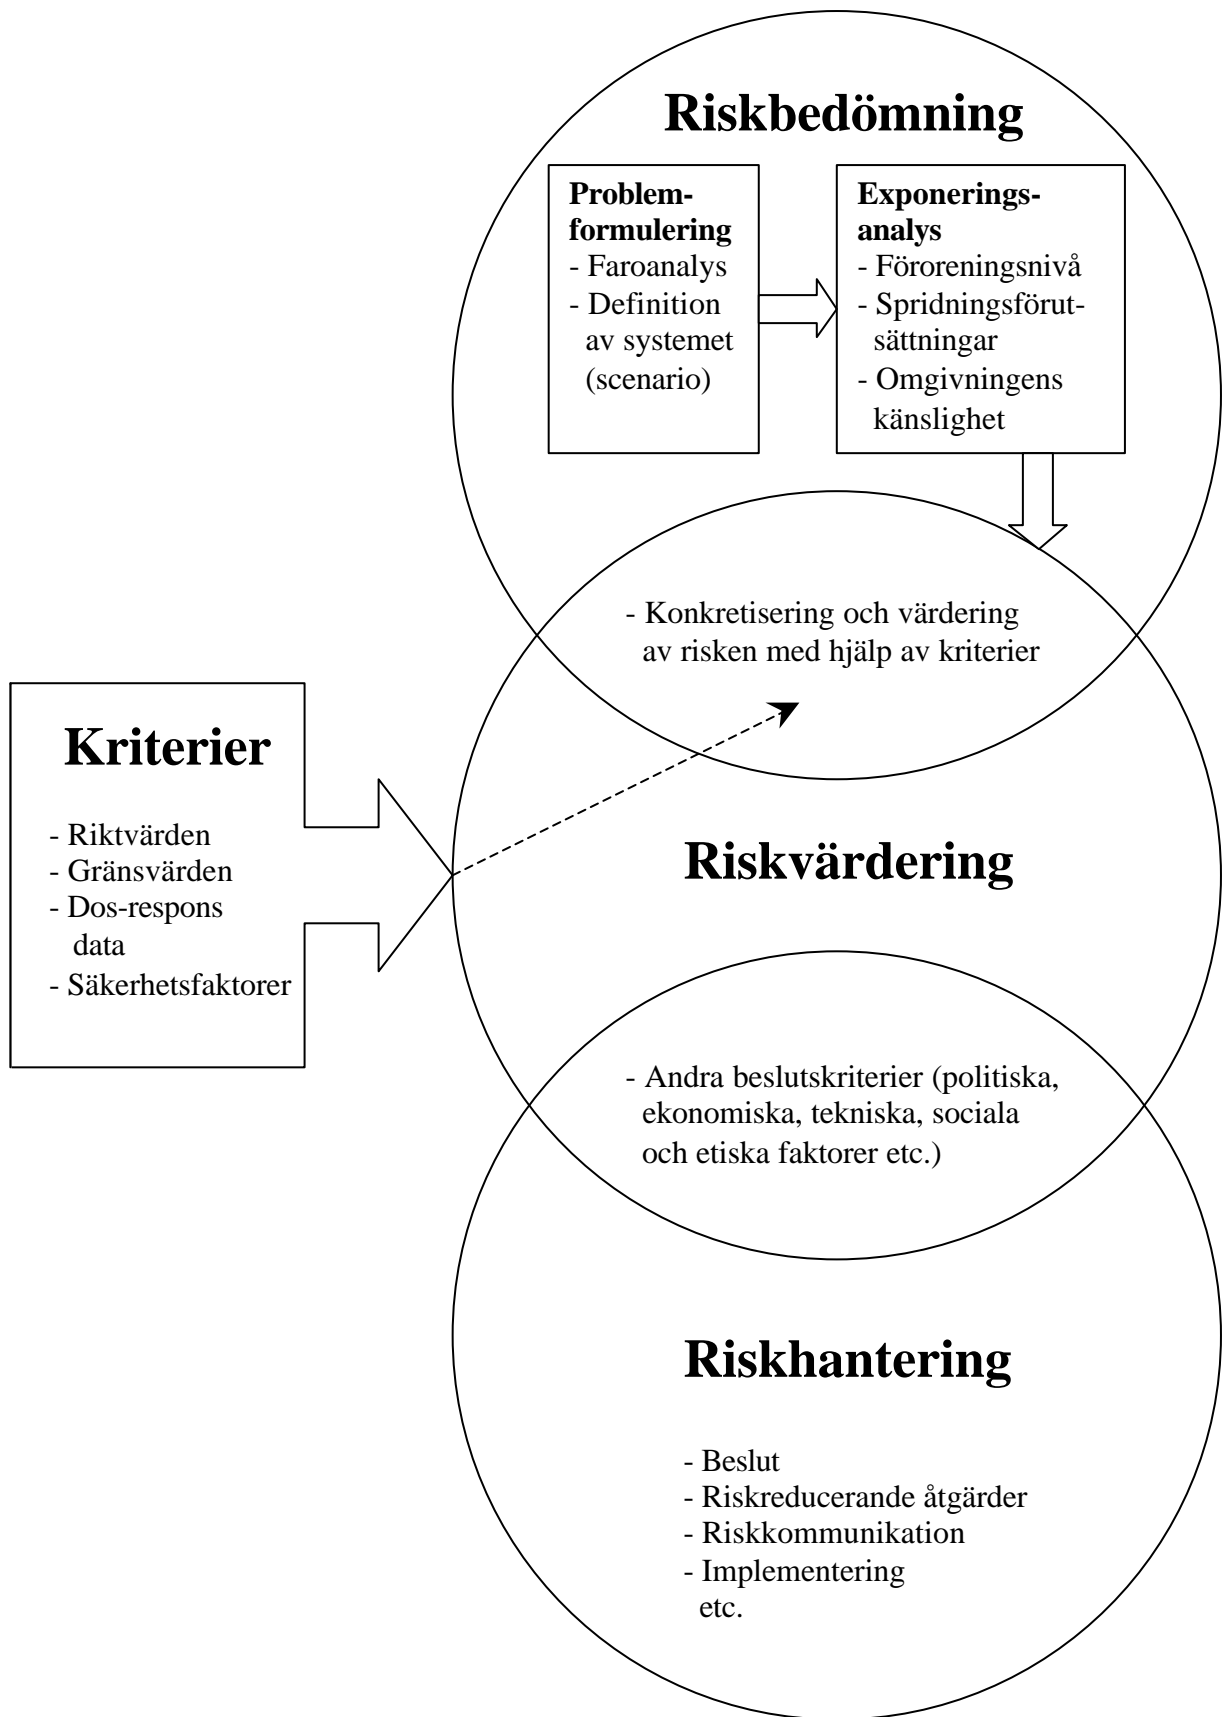 Riskbedömning
Problem-
formulering
- Faroanalys
- Definition
av systemet
(scenario)
Exponerings-
analys
- Föroreningsnivå
- Spridningsförut-
sättningar
- Omgivningens
känslighet
- Konkretisering och värdering
av risken med hjälp av kriterier
Kriterier
- Riktvärden
- Gränsvärden
- Dos-respons
data
- Säkerhetsfaktorer
Riskvärdering
- Andra beslutskriterier (politiska,
ekonomiska, tekniska, sociala
och etiska faktorer etc.)
Riskhantering
- Beslut
- Riskreducerande åtgärder
- Riskkommunikation
- Implementering
etc.